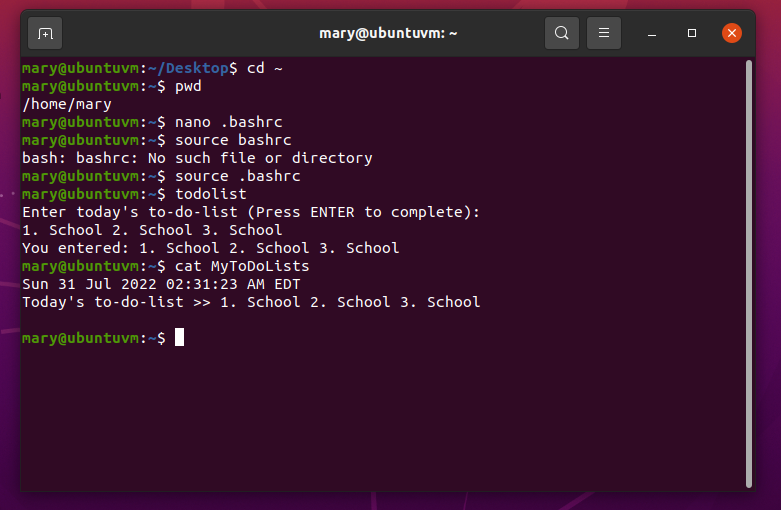 mary@ubuntuvm: ~
mary@ubuntuvm:~/Desktop$ cd ~
mary@ubuntuvm:~$ pwd
/home/mary
mary@ubuntuvm:~$ nano .bashrc
mary@ubuntuvm:~$ source bashrc
bash: bashrc: No such file or directory
mary@ubuntuvm:~$ source .bashrc
mary@ubuntuvm:~$ todolist
Enter today's to-do-list (Press ENTER to complete):
1. School 2. School 3. School
You entered: 1. School 2. School 3. School
mary@ubuntuvm:~$ cat MyToDoLists
Sun 31 Jul 2022 02:31:23 AM EDT
Today's to-do-list >> 1. School 2. School 3. School
mary@ubuntuvm:~$